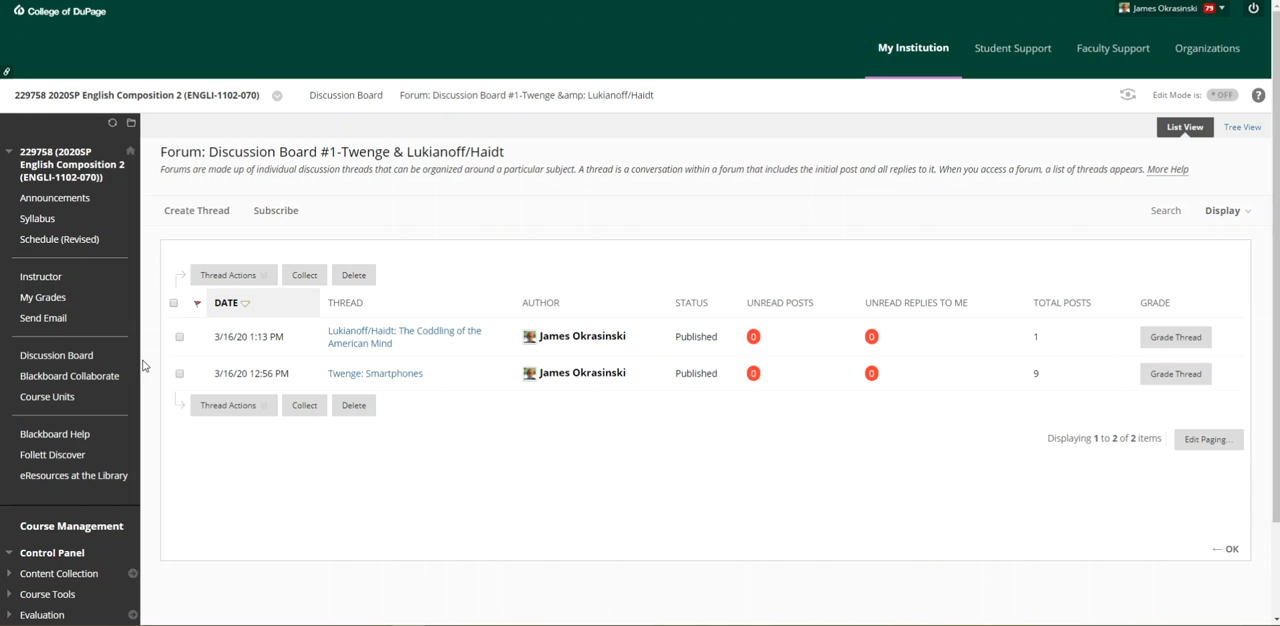 College of DuPage
James Okrasinski 79
My Institution Student Support Faculty Support Organizations
229758 2020SP English Composition 2 (ENGLI-1102-070) Discussion Board Forum: Discussion Board #1-Twenge &amp; Lukianoff/Haidt Edit Mode is: OFF ?
List View Tree View
229758 (2020SP
English Composition 2
(ENGLI-1102-070))
Announcements
Syllabus
Schedule (Revised)
Instructor
My Grades
Send Email
Discussion Board
Blackboard Collaborate
Course Units
Blackboard Help
Follett Discover
eResources at the Library
Course Management
Control Panel
Content Collection
Course Tools
Evaluation
Forum: Discussion Board #1-Twenge & Lukianoff/Haidt
Forums are made up of individual discussion threads that can be organized around a particular subject. A thread is a conversation within a forum that includes the initial post and all replies to it. When you access a forum, a list of threads appears. More Help
Create Thread Subscribe Search Display
Thread Actions Collect Delete
DATE THREAD AUTHOR STATUS UNREAD POSTS UNREAD REPLIES TO ME TOTAL POSTS GRADE
3/16/20 1:13 PM Lukianoff/Haidt: The Coddling of the James Okrasinski Published 0 0 1 Grade Thread
American Mind
3/16/20 12:56 PM Twenge: Smartphones James Okrasinski Published 0 0 9 Grade Thread
Thread Actions Collect Delete
Displaying 1 to 2 of 2 items Edit Paging...
← OK